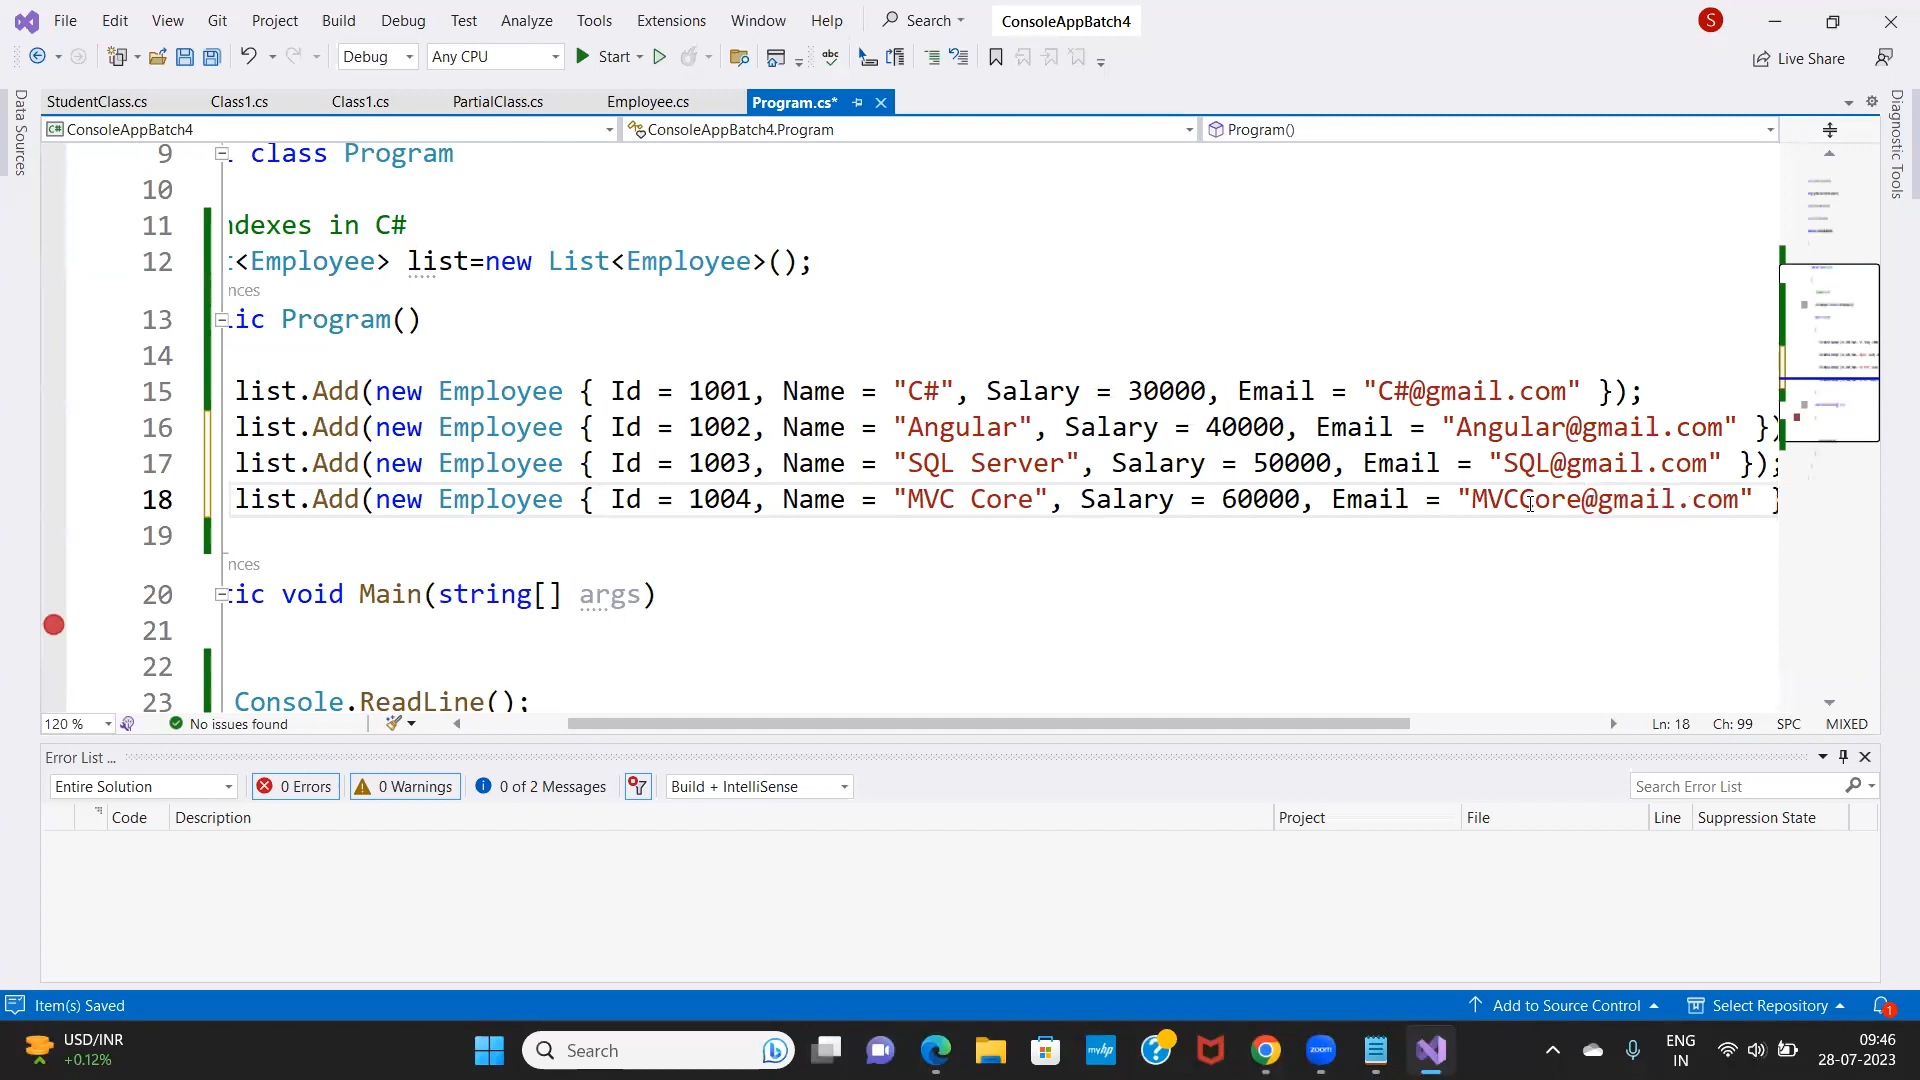 File Edit View Git Project Build Debug Test Analyze Tools Extensions Window Help Search ConsoleAppBatch4 S
Debug Any CPU Start Live Share
StudentClass.cs Class1.cs Class1.cs PartialClass.cs Employee.cs Program.cs*
Data Sources
Diagnostic Tools
C# ConsoleAppBatch4 ConsoleAppBatch4.Program Program()
9 class Program
10
11 ndexes in C#
12 t<Employee> list=new List<Employee>();
nces
13 lic Program()
14
15 list.Add(new Employee { Id = 1001, Name = "C#", Salary = 30000, Email = "C#@gmail.com" });
16 list.Add(new Employee { Id = 1002, Name = "Angular", Salary = 40000, Email = "Angular@gmail.com" })
17 list.Add(new Employee { Id = 1003, Name = "SQL Server", Salary = 50000, Email = "SQL@gmail.com" });
18 list.Add(new Employee { Id = 1004, Name = "MVC Core", Salary = 60000, Email = "MVCCore@gmail.com" }
19
nces
20 tic void Main(string[] args)
21
22
23 Console.ReadLine();
120 % No issues found Ln: 18 Ch: 99 SPC MIXED
Error List ...
Entire Solution 0 Errors 0 Warnings 0 of 2 Messages Build + IntelliSense Search Error List
Code Description Project File Line Suppression State
Item(s) Saved Add to Source Control Select Repository 1
USD/INR
+0.12%
Search
myhp
zoom
ENG
IN
09:46
28-07-2023